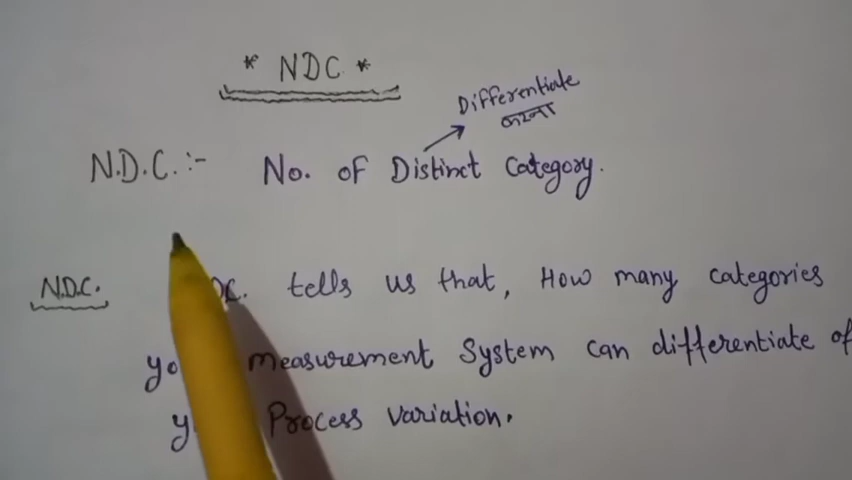 * NDC *
Differentiate
करना
N.D.C. :- No. of Distinct Category.
N.D.C. NDC. tells us that, How many categories
measurement System can differentiate of
Process variation.